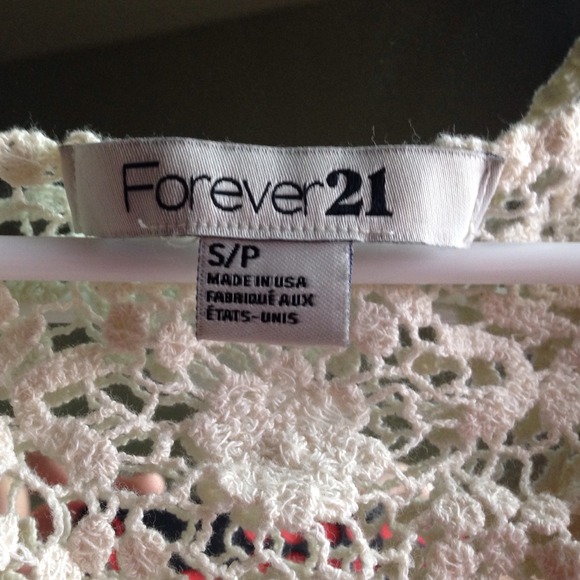 Forever21
S/P
MADE IN USA
FABRIQUÉ AUX
ÉTATS-UNIS